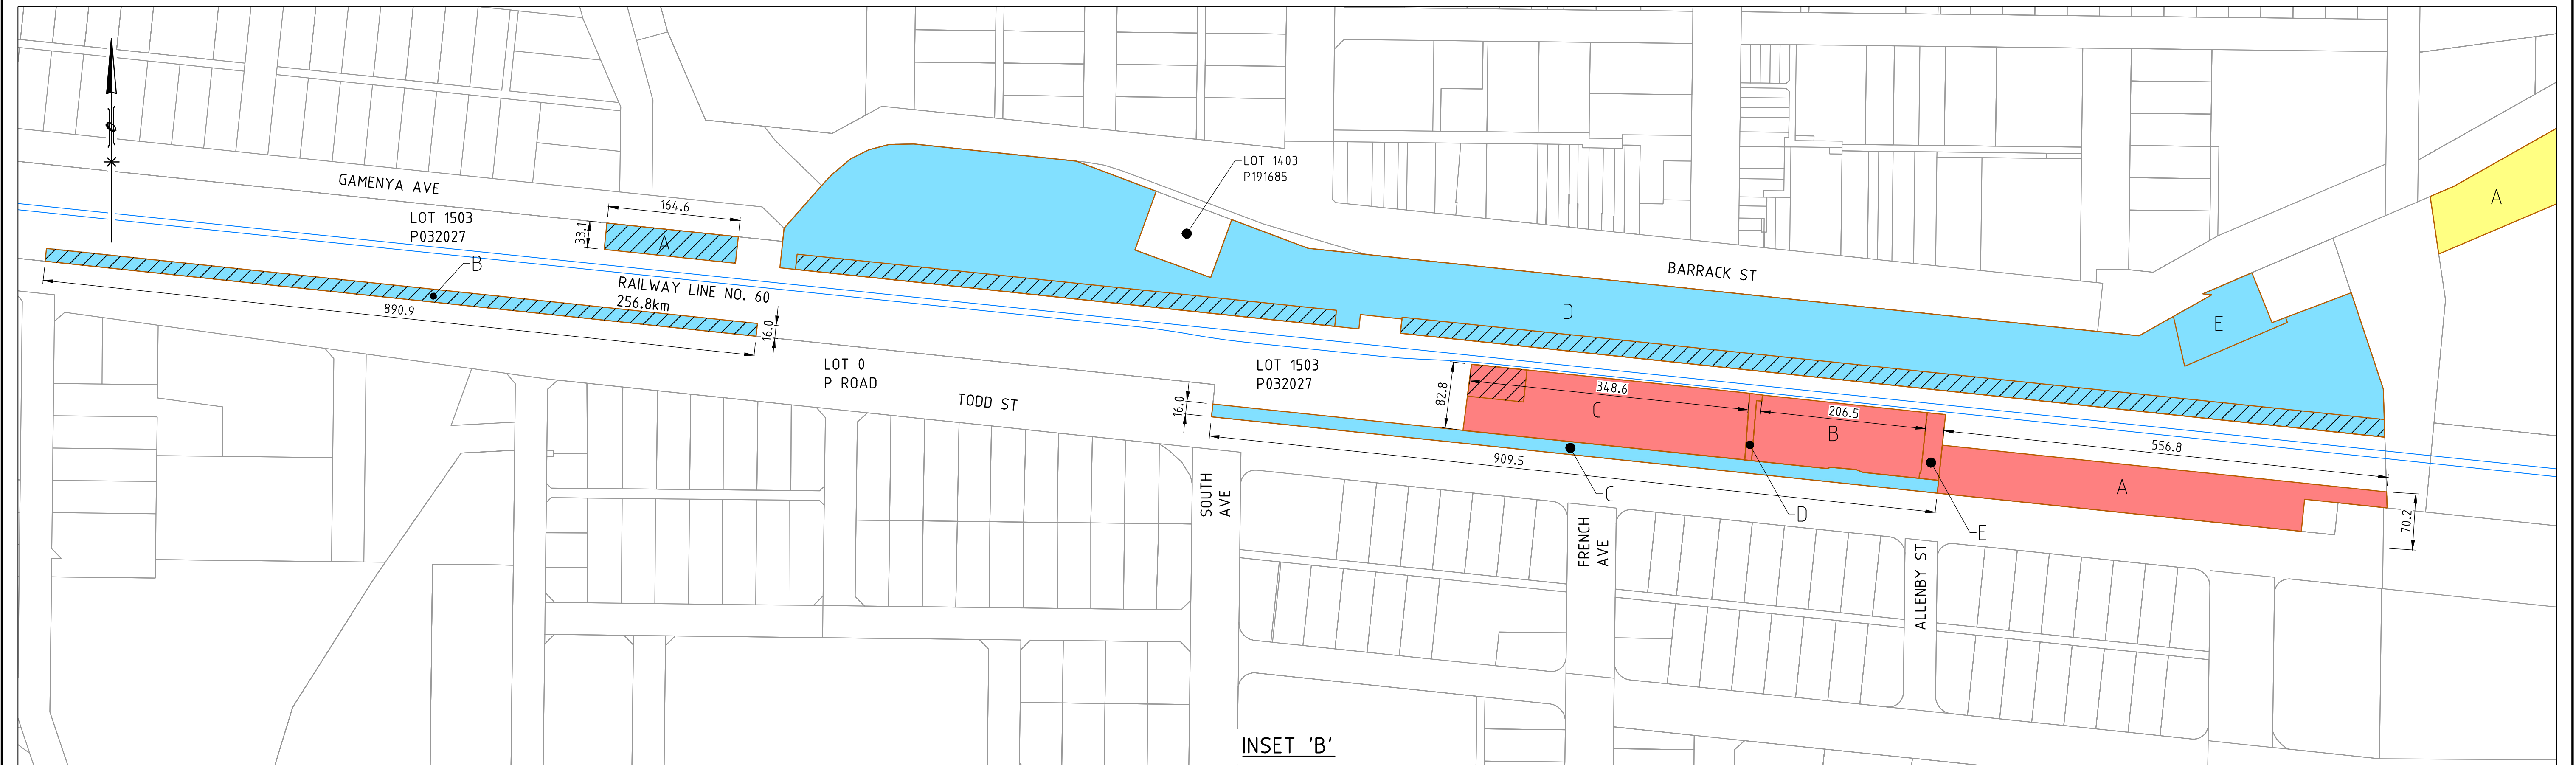 LOT 1403
P191685
GAMENYA AVE
LOT 1503
P032027
164.6
33.1
A
B
RAILWAY LINE NO. 60
256.8km
890.9
16.0
LOT 0
P ROAD
TODD ST
BARRACK ST
D
E
A
LOT 1503
P032027
16.0
82.8
348.6
C
206.5
B
556.8
909.5
C
D
E
A
70.2
SOUTH
AVE
FRENCH
AVE
ALLENBY ST
INSET 'B'